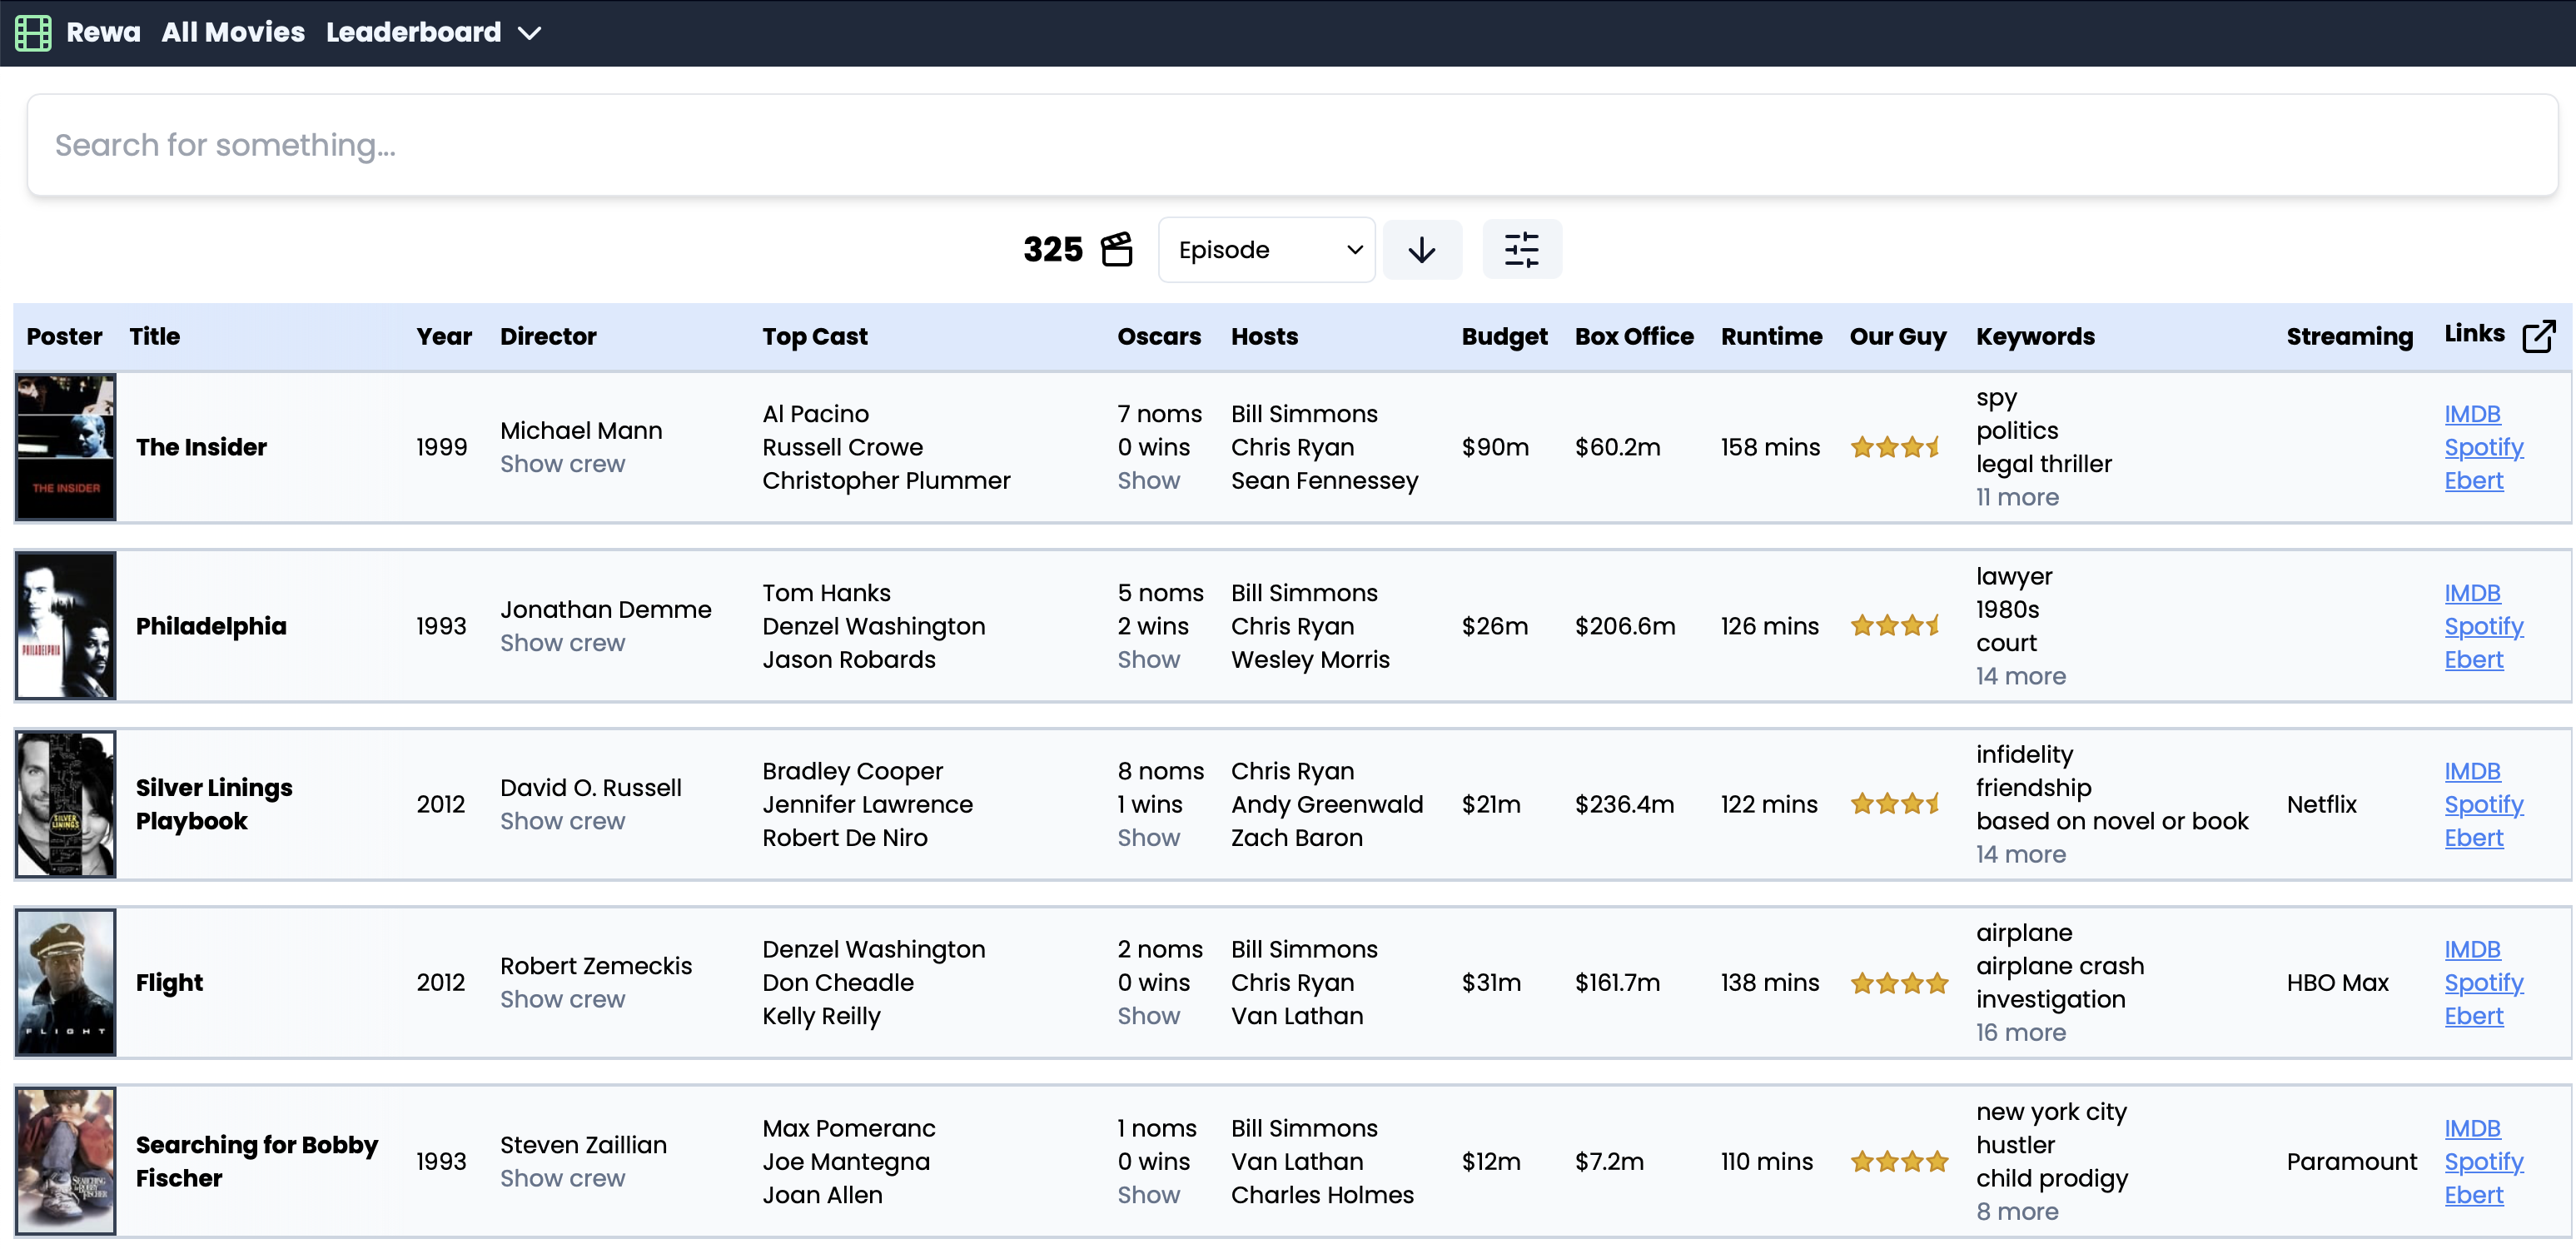 Rewa All Movies Leaderboard
Search for something...
325 Episode
Poster Title Year Director Top Cast Oscars Hosts Budget Box Office Runtime Our Guy Keywords Streaming Links
THE INSIDER
The Insider
1999
Michael Mann
Show crew
Al Pacino
Russell Crowe
Christopher Plummer
7 noms
0 wins
Show
Bill Simmons
Chris Ryan
Sean Fennessey
$90m
$60.2m
158 mins
spy
politics
legal thriller
11 more
IMDB
Spotify
Ebert
PHILADELPHIA
Philadelphia
1993
Jonathan Demme
Show crew
Tom Hanks
Denzel Washington
Jason Robards
5 noms
2 wins
Show
Bill Simmons
Chris Ryan
Wesley Morris
$26m
$206.6m
126 mins
lawyer
1980s
court
14 more
IMDB
Spotify
Ebert
SILVER
LININGS
Silver Linings
Playbook
2012
David O. Russell
Show crew
Bradley Cooper
Jennifer Lawrence
Robert De Niro
8 noms
1 wins
Show
Chris Ryan
Andy Greenwald
Zach Baron
$21m
$236.4m
122 mins
infidelity
friendship
based on novel or book
14 more
Netflix
IMDB
Spotify
Ebert
FLIGHT
Flight
2012
Robert Zemeckis
Show crew
Denzel Washington
Don Cheadle
Kelly Reilly
2 noms
0 wins
Show
Bill Simmons
Chris Ryan
Van Lathan
$31m
$161.7m
138 mins
airplane
airplane crash
investigation
16 more
HBO Max
IMDB
Spotify
Ebert
SEARCHING
BOBBY
FISCHER
Searching for Bobby
Fischer
1993
Steven Zaillian
Show crew
Max Pomeranc
Joe Mantegna
Joan Allen
1 noms
0 wins
Show
Bill Simmons
Van Lathan
Charles Holmes
$12m
$7.2m
110 mins
new york city
hustler
child prodigy
8 more
Paramount
IMDB
Spotify
Ebert